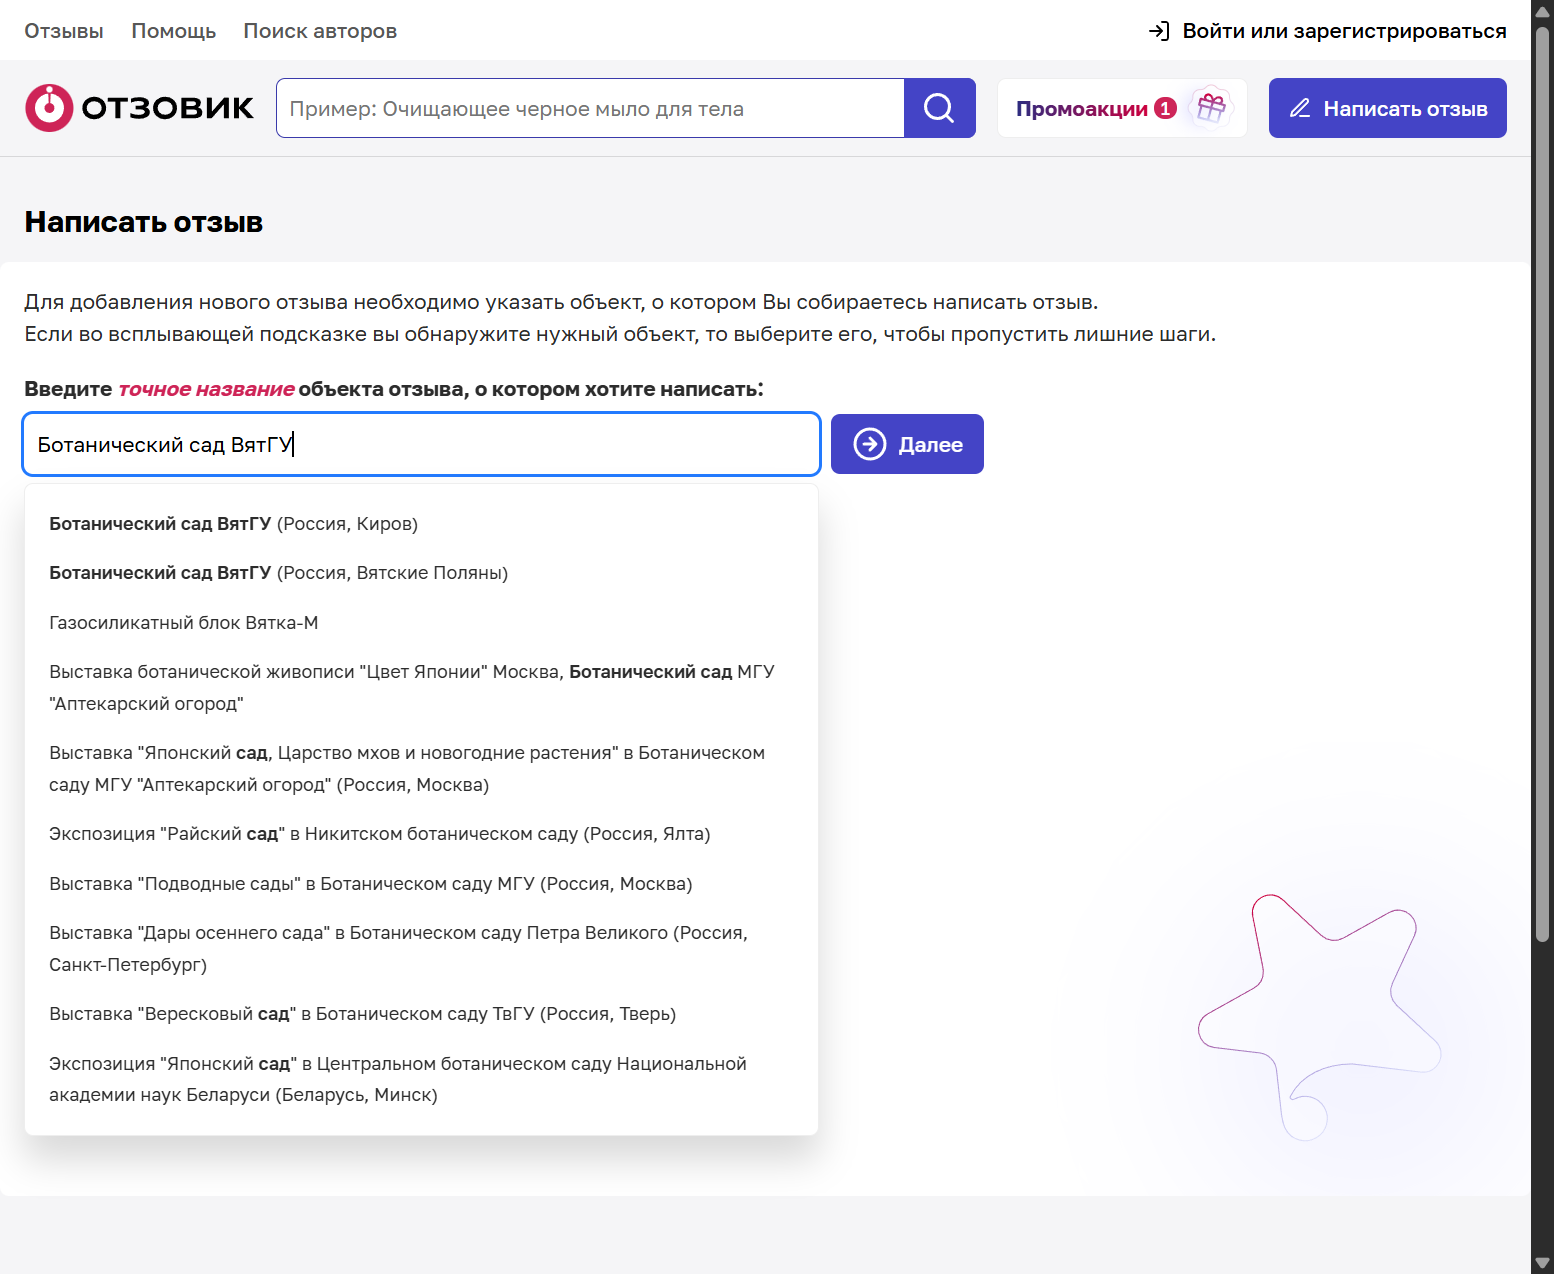 Отзывы Помощь Поиск авторов Войти или зарегистрироваться
ОТЗОВИК Пример: Очищающее черное мыло для тела Промоакции 1 Написать отзыв
Написать отзыв
Для добавления нового отзыва необходимо указать объект, о котором Вы собираетесь написать отзыв.
Если во всплывающей подсказке вы обнаружите нужный объект, то выберите его, чтобы пропустить лишние шаги.
Введите точное название объекта отзыва, о котором хотите написать:
Ботанический сад ВятГУ Далее
Ботанический сад ВятГУ (Россия, Киров)
Ботанический сад ВятГУ (Россия, Вятские Поляны)
Газосиликатный блок Вятка-М
Выставка ботанической живописи "Цвет Японии" Москва, Ботанический сад МГУ
"Аптекарский огород"
Выставка "Японский сад, Царство мхов и новогодние растения" в Ботаническом
саду МГУ "Аптекарский огород" (Россия, Москва)
Экспозиция "Райский сад" в Никитском ботаническом саду (Россия, Ялта)
Выставка "Подводные сады" в Ботаническом саду МГУ (Россия, Москва)
Выставка "Дары осеннего сада" в Ботаническом саду Петра Великого (Россия,
Санкт-Петербург)
Выставка "Вересковый сад" в Ботаническом саду ТвГУ (Россия, Тверь)
Экспозиция "Японский сад" в Центральном ботаническом саду Национальной
академии наук Беларуси (Беларусь, Минск)